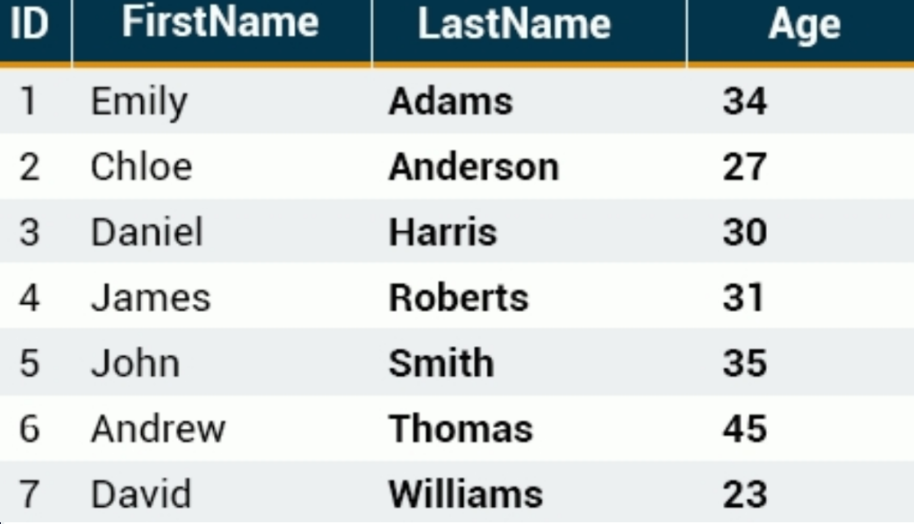 ID FirstName LastName Age
1 Emily Adams 34
2 Chloe Anderson 27
3 Daniel Harris 30
4 James Roberts 31
5 John Smith 35
6 Andrew Thomas 45
7 David Williams 23